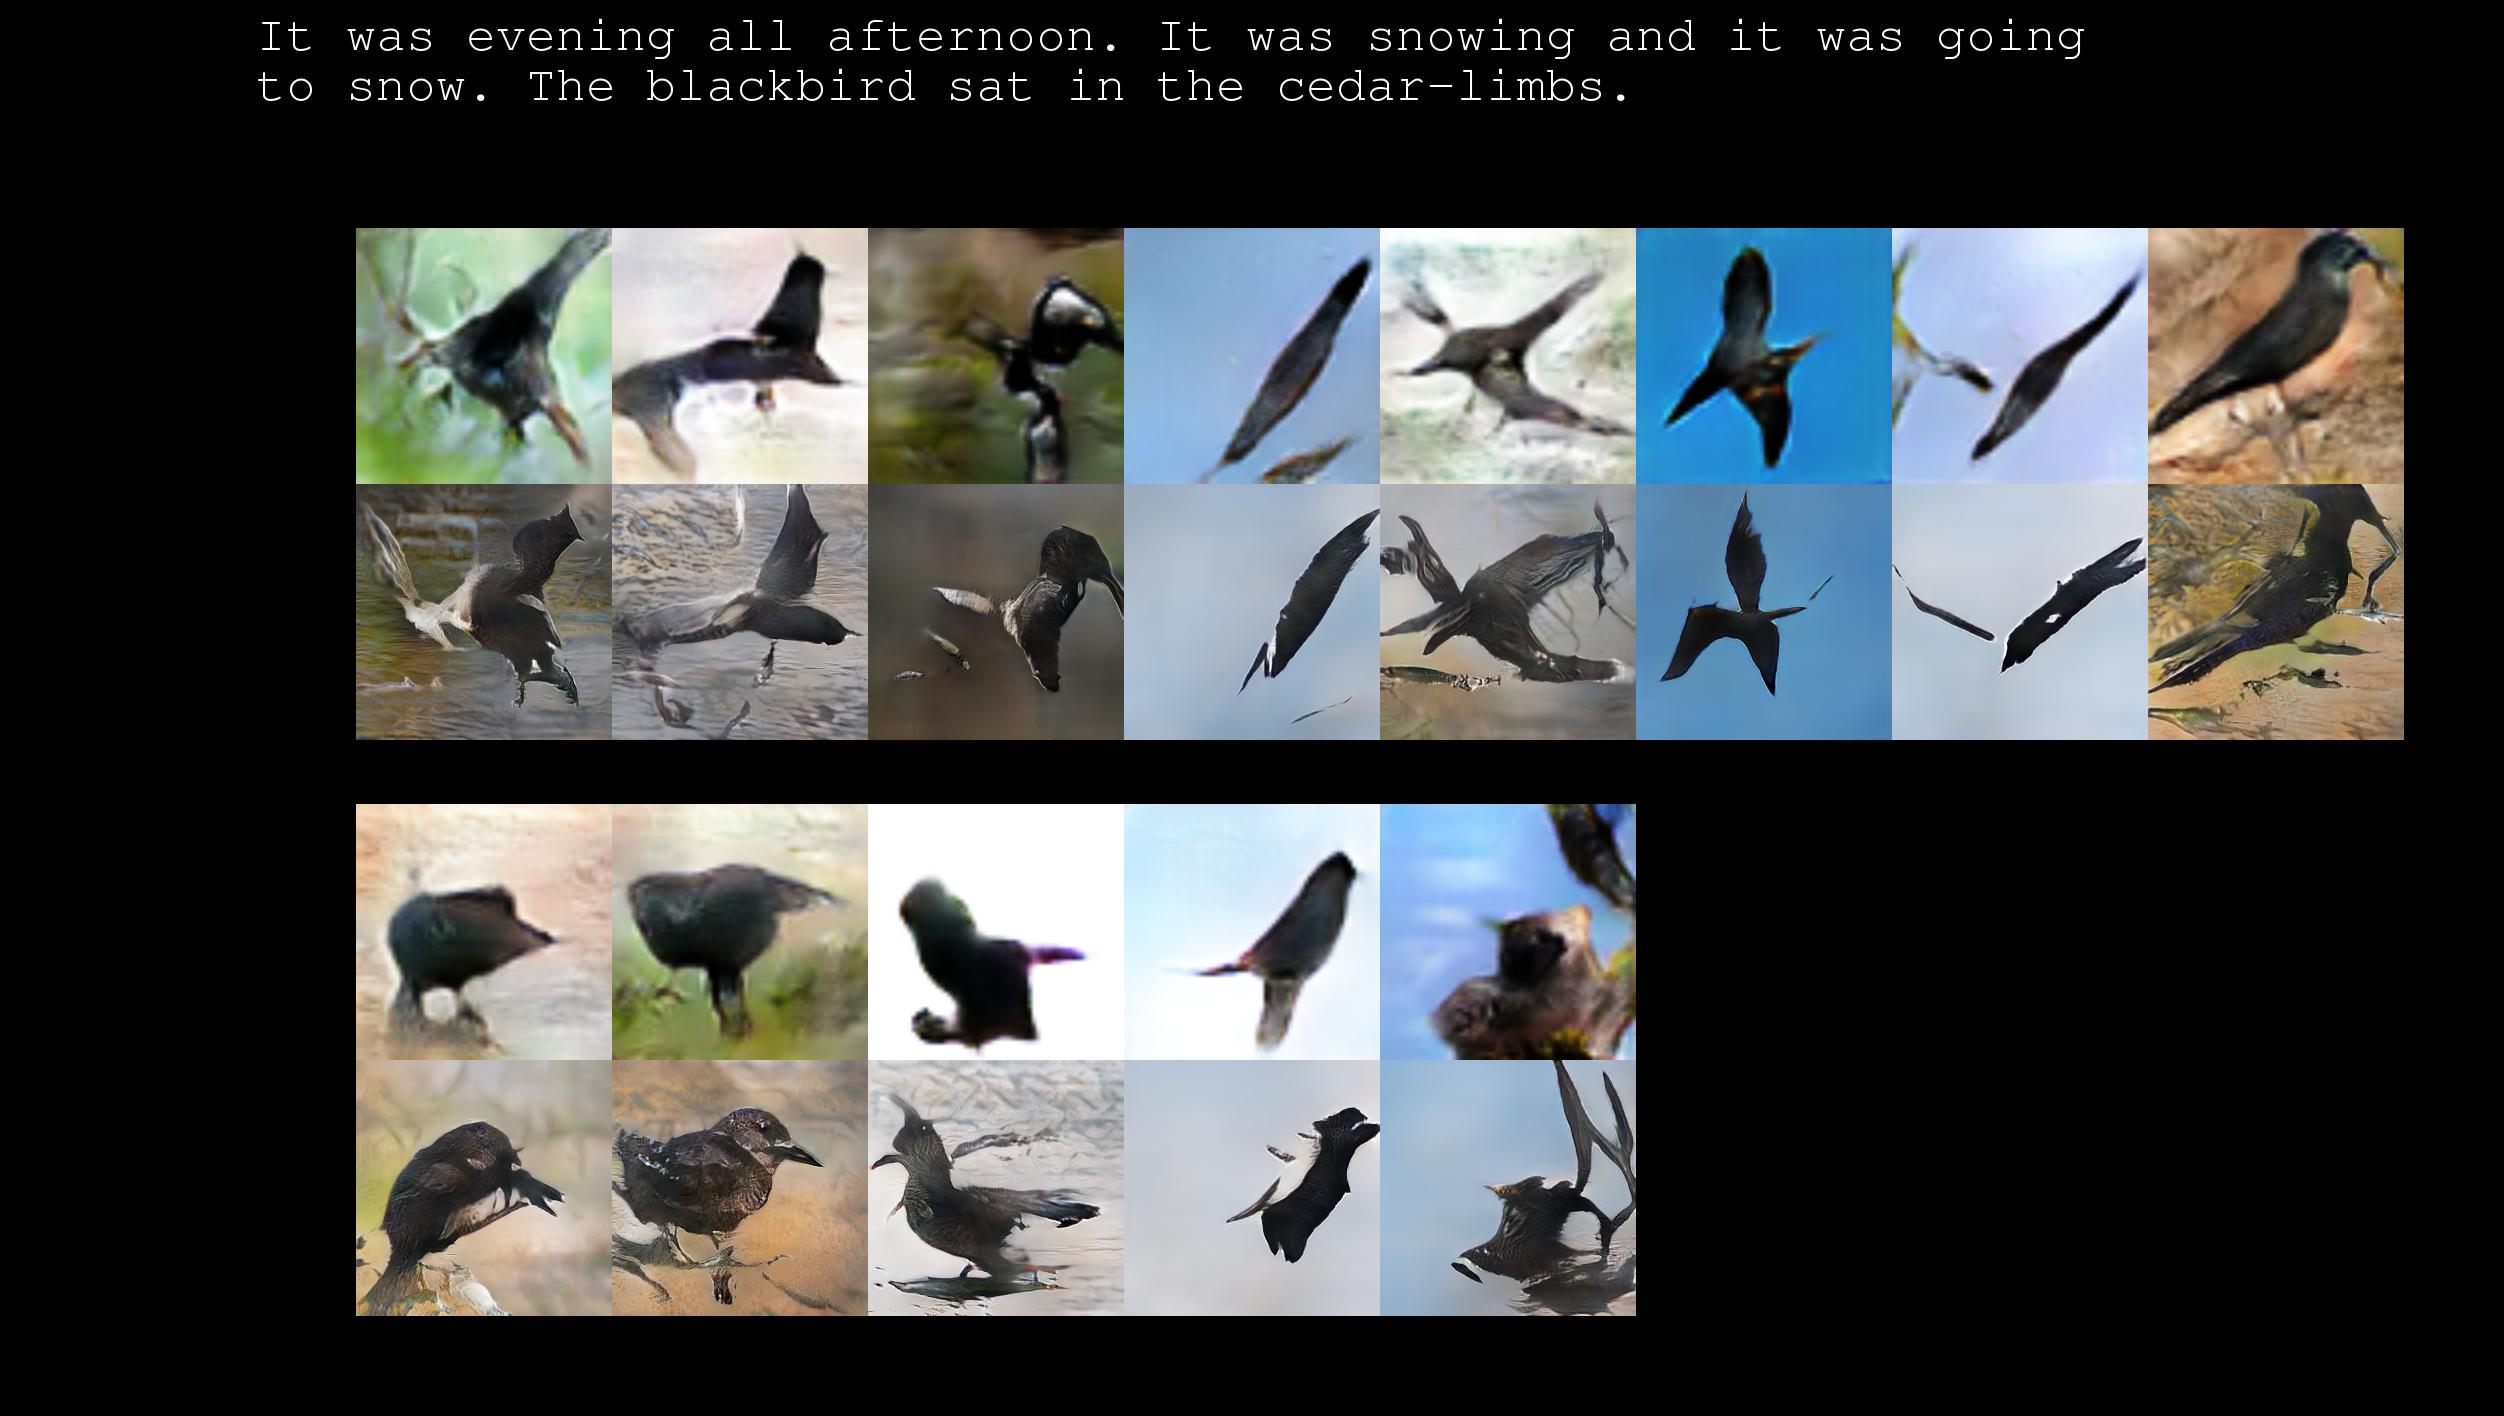 It was evening all afternoon. It was snowing and it was going
to snow. The blackbird sat in the cedar-limbs.